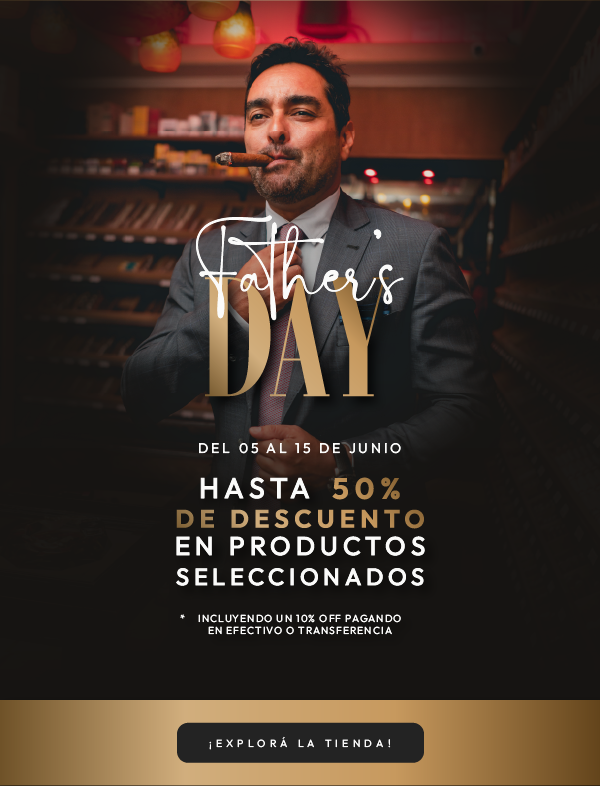 Father's
DAY
DEL 05 AL 15 DE JUNIO
HASTA 50%
DE DESCUENTO
EN PRODUCTOS
SELECCIONADOS
* INCLUYENDO UN 10% OFF PAGANDO
EN EFECTIVO O TRANSFERENCIA
¡EXPLORÁ LA TIENDA!